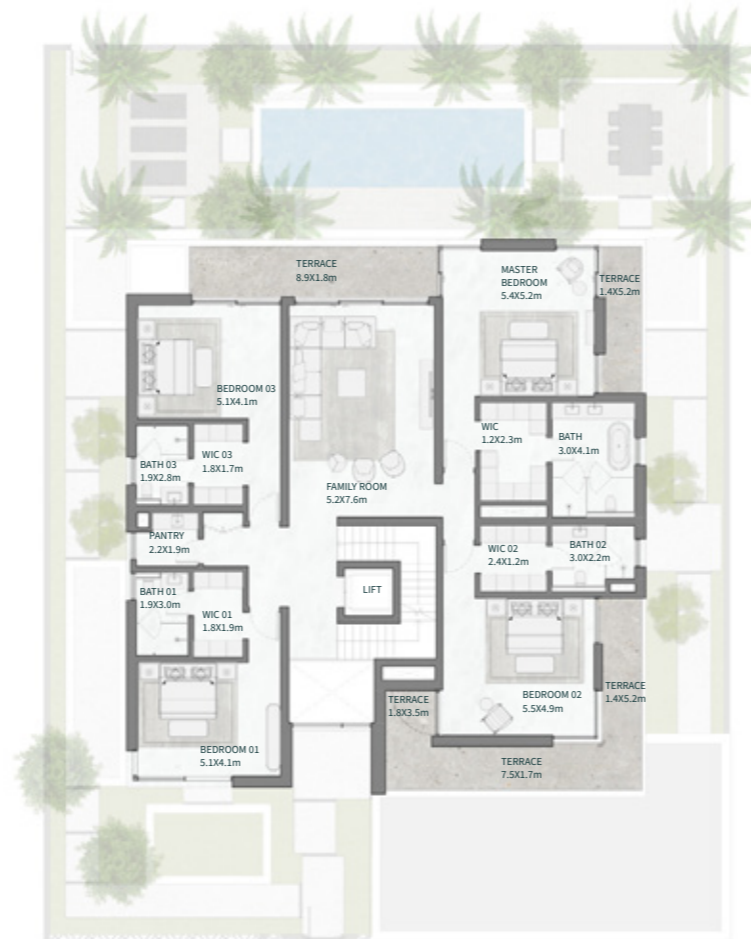 TERRACE
8.9X1.8m
MASTER
BEDROOM
5.4X5.2m
TERRACE
1.4X5.2m
BEDROOM 03
5.1X4.1m
WIC
1.2X2.3m
BATH
3.0X4.1m
BATH 03
1.9X2.8m
WIC 03
1.8X1.7m
FAMILY ROOM
5.2X7.6m
PANTRY
2.2X1.9m
WIC 02
2.4X1.2m
BATH 02
3.0X2.2m
BATH 01
1.9X3.0m
WIC 01
1.8X1.9m
LIFT
TERRACE
1.8X3.5m
BEDROOM 02
5.5X4.9m
TERRACE
1.4X5.2m
BEDROOM 01
5.1X4.1m
TERRACE
7.5X1.7m